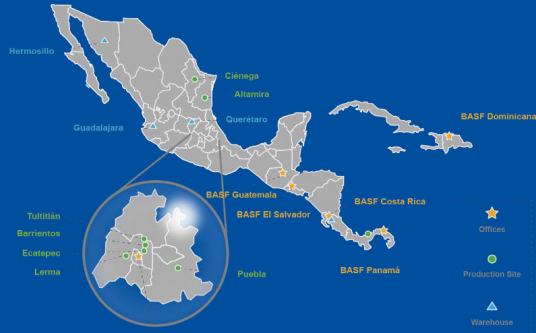 Hermosillo
Ciénega
Altamira
Guadalajara
Querétaro
BASF Dominicana
BASF Guatemala
BASF El Salvador
BASF Costa Rica
BASF Panamá
Tultitlán
Barrientos
Ecatepec
Lerma
Puebla
Offices
Production Site
Warehouse